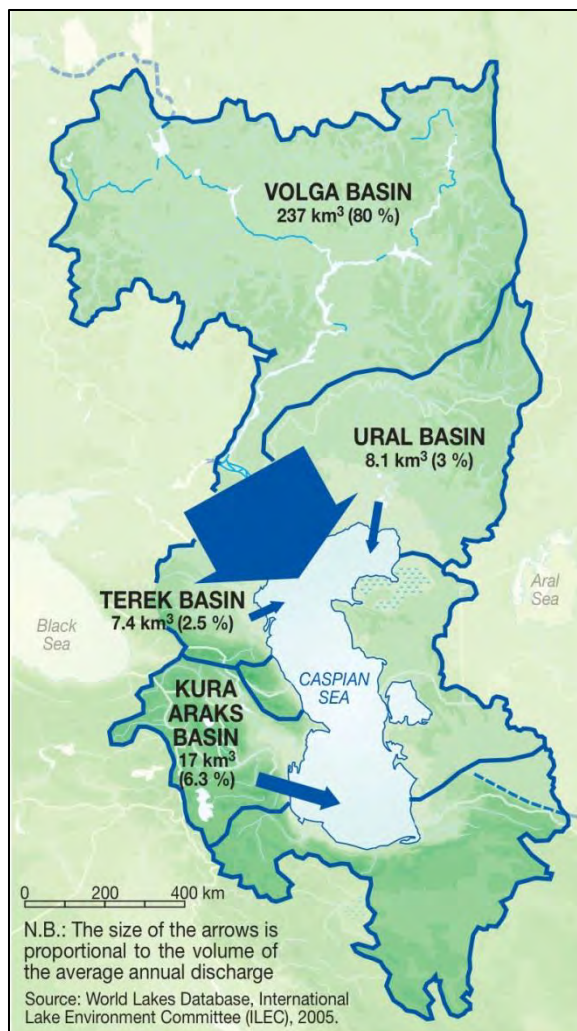 VOLGA BASIN
237 km³ (80 %)
URAL BASIN
8.1 km³ (3 %)
TEREK BASIN
7.4 km³ (2.5 %)
Black
Sea
Aral
Sea
CASPIAN
SEA
KURA
ARAKS
BASIN
17 km³
(6.3 %)
0 200 400 km
N.B.: The size of the arrows is
proportional to the volume of
the average annual discharge
Source: World Lakes Database, International
Lake Environment Committee (ILEC), 2005.